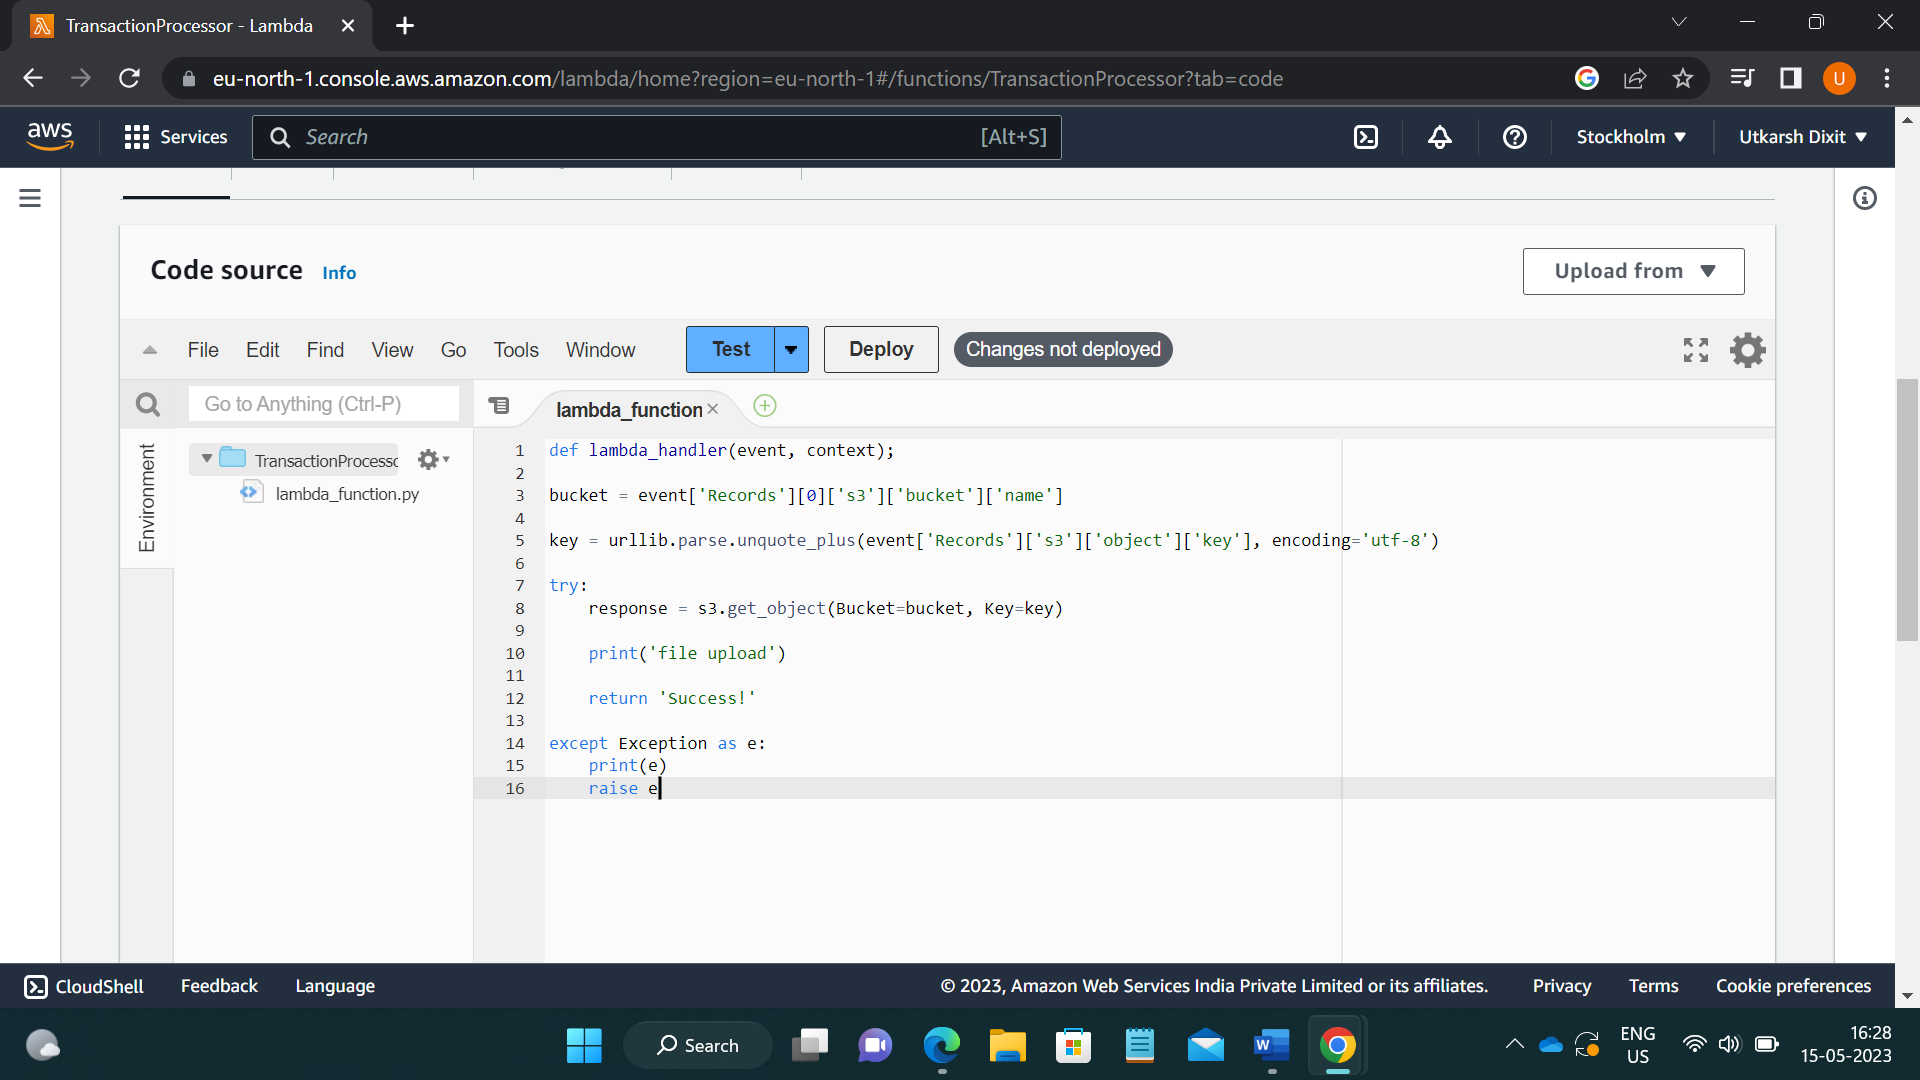 TransactionProcessor - Lambda
eu-north-1.console.aws.amazon.com/lambda/home?region=eu-north-1#/functions/TransactionProcessor?tab=code
U
aws
Services
Search
[Alt+S]
Stockholm
Utkarsh Dixit
Code source
Info
Upload from
File
Edit
Find
View
Go
Tools
Window
Test
Deploy
Changes not deployed
Go to Anything (Ctrl-P)
lambda_function
Environment
TransactionProcessc
lambda_function.py
1 def lambda_handler(event, context);
2
3 bucket = event['Records'][0]['s3']['bucket']['name']
4
5 key = urllib.parse.unquote_plus(event['Records']['s3']['object']['key'], encoding='utf-8')
6
7 try:
8     response = s3.get_object(Bucket=bucket, Key=key)
9
10     print('file upload')
11
12     return 'Success!'
13
14 except Exception as e:
15     print(e)
16     raise e
CloudShell
Feedback
Language
© 2023, Amazon Web Services India Private Limited or its affiliates.
Privacy
Terms
Cookie preferences
Search
W
ENG
US
16:28
15-05-2023